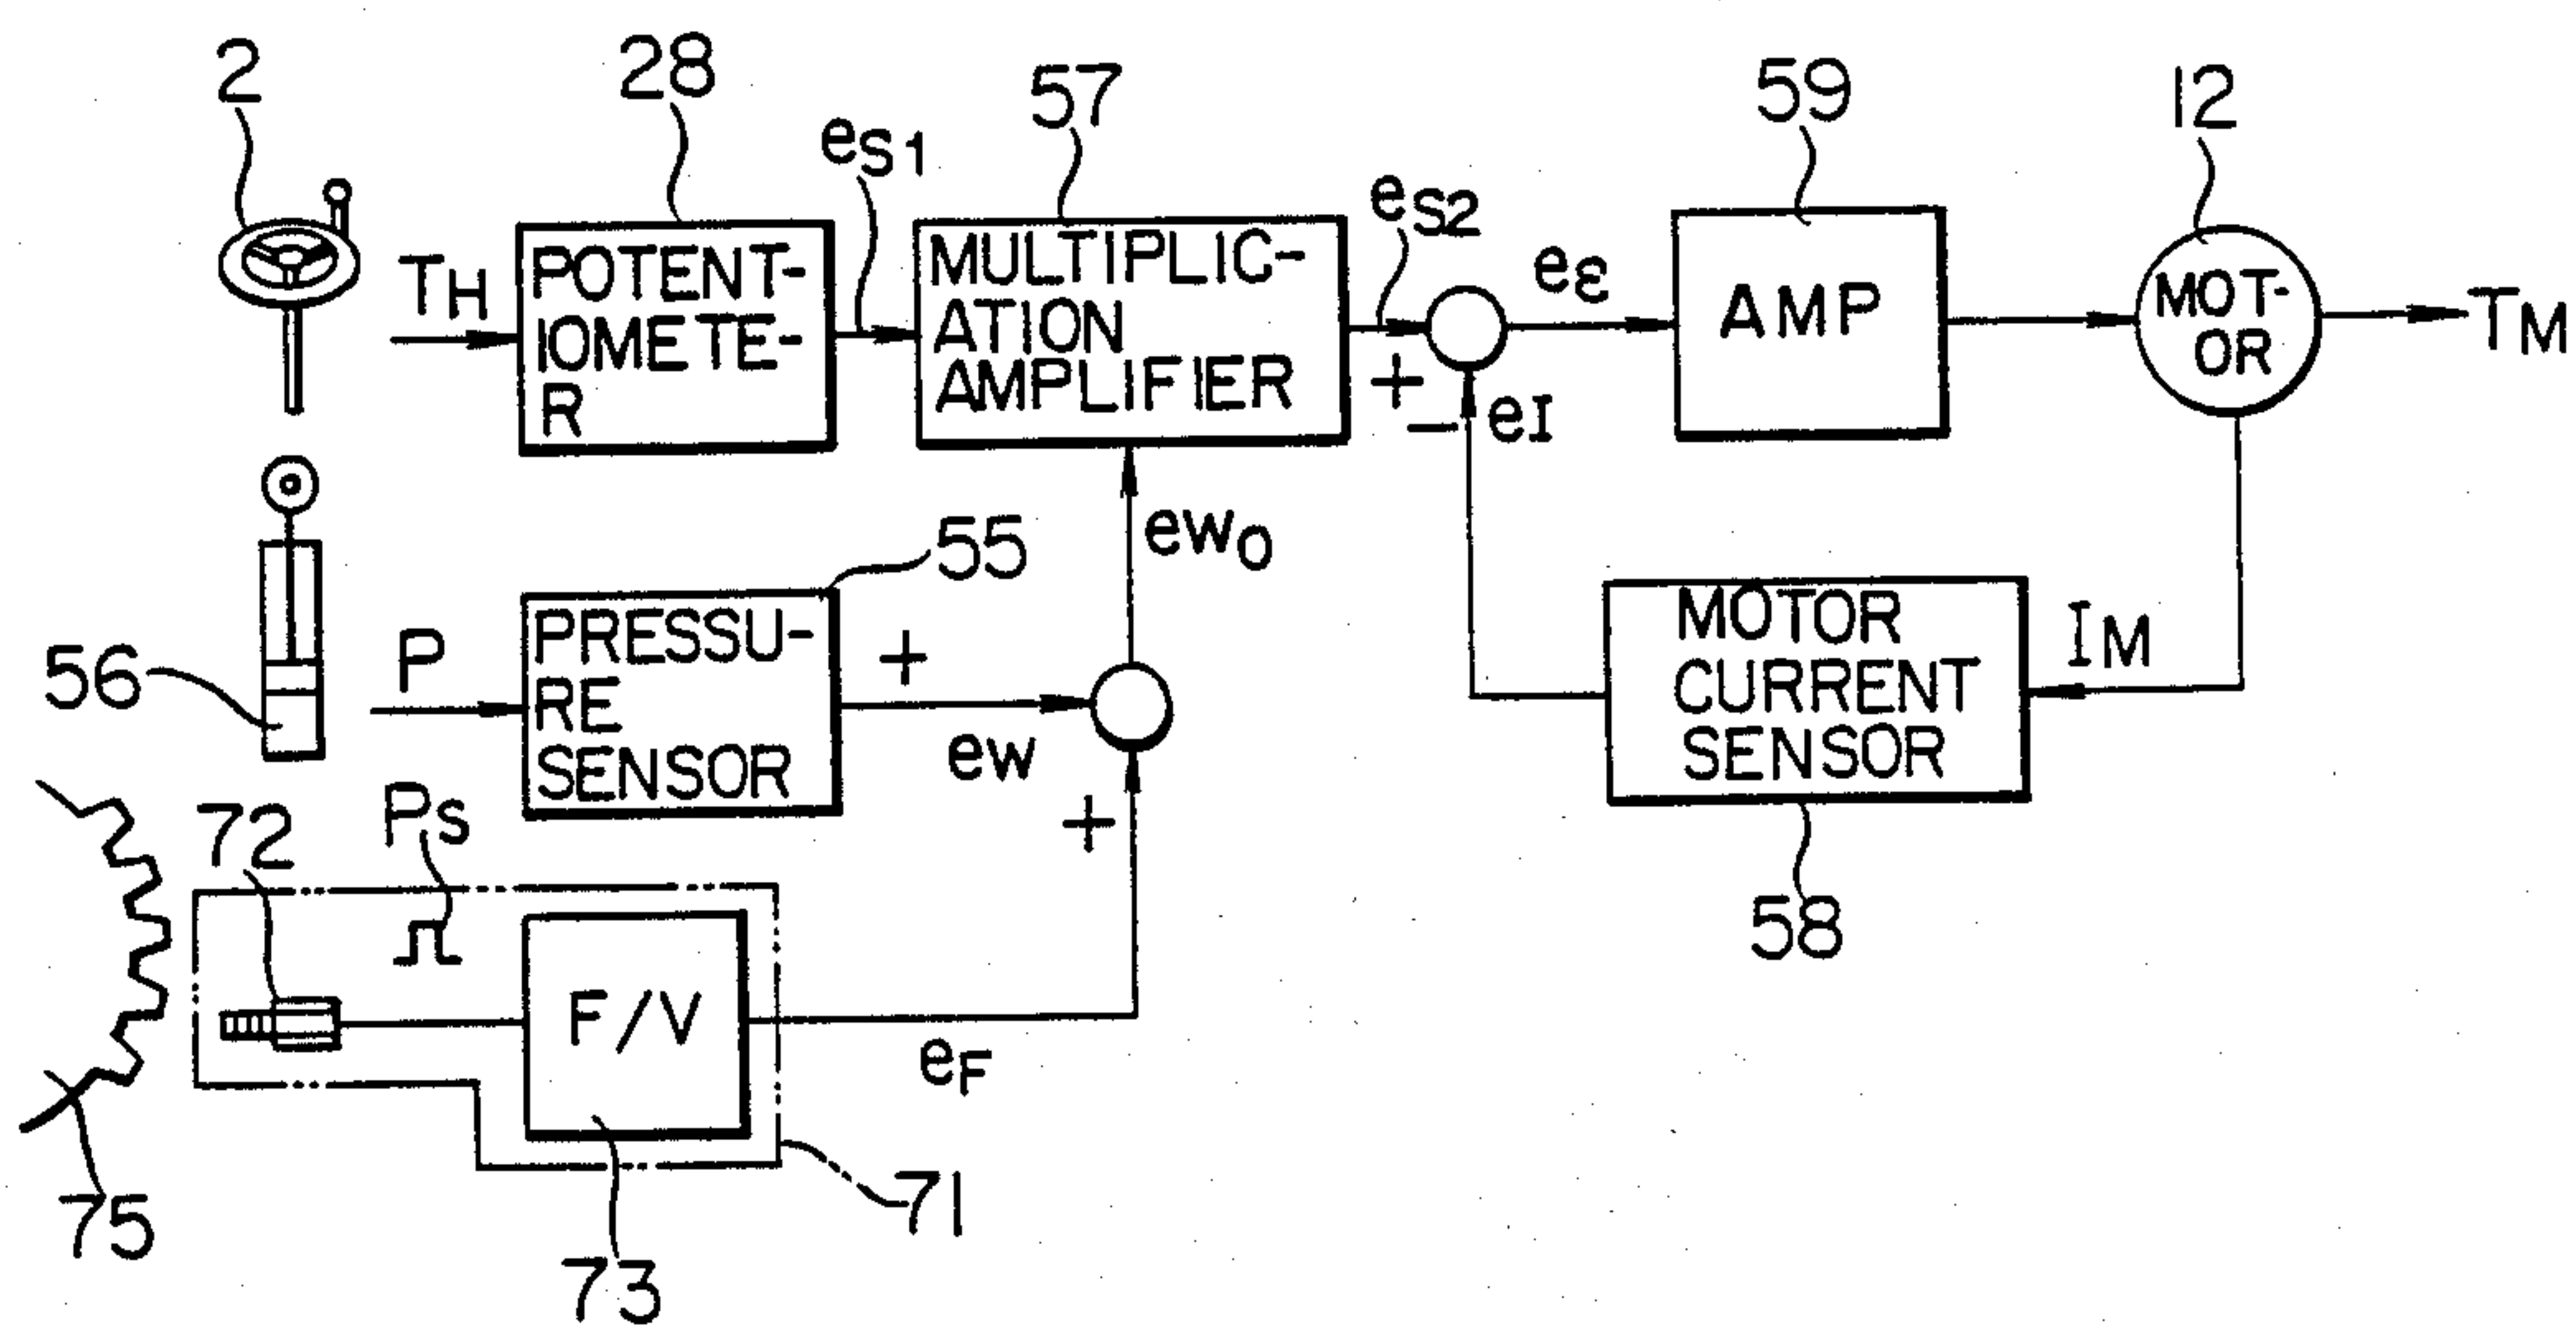 2
28
57
59
12
eS1
eS2
TH
POTENT-
IOMETE-
R
MULTIPLIC-
ATION
AMPLIFIER
+
−
eI
eε
AMP
MOT-
OR
TM
55
ewo
56
P
PRESSU-
RE
SENSOR
+
ew
MOTOR
CURRENT
SENSOR
IM
58
72
Ps
+
F/V
eF
75
73
71